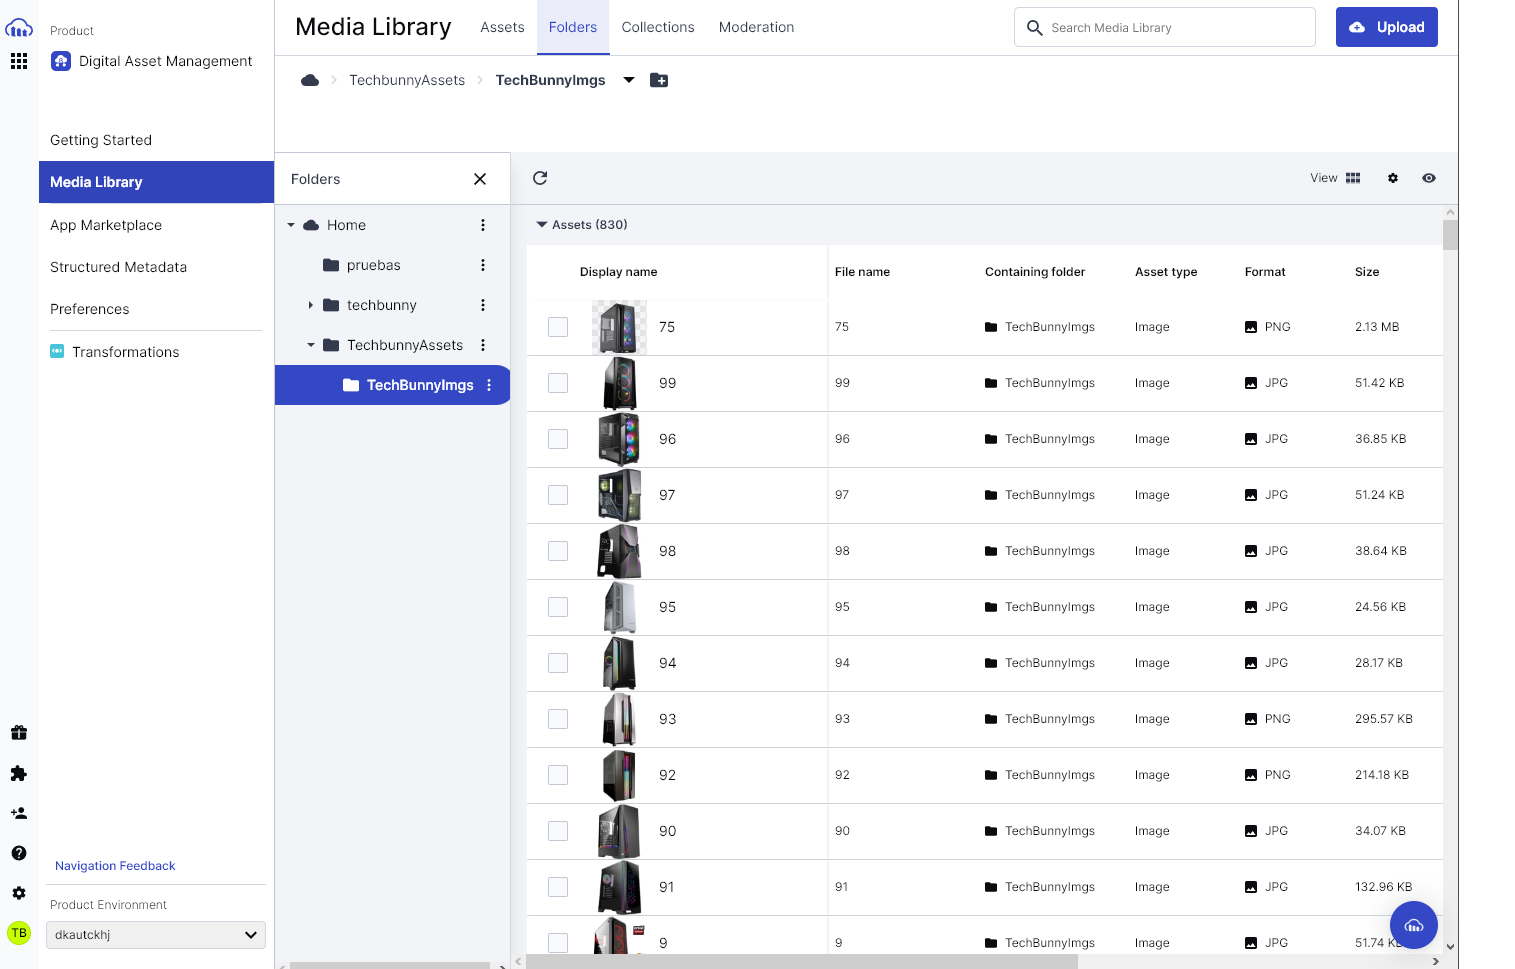 Product
Digital Asset Management
Getting Started
Media Library
App Marketplace
Structured Metadata
Preferences
Transformations
Navigation Feedback
Product Environment
dkautckhj
TB
Media Library Assets Folders Collections Moderation
Search Media Library
Upload
TechbunnyAssets TechBunnyImgs
Folders
Home
pruebas
techbunny
TechbunnyAssets
TechBunnyImgs
View
Assets (830)
Display name File name Containing folder Asset type Format Size
75 75 TechBunnyImgs Image PNG 2.13 MB
99 99 TechBunnyImgs Image JPG 51.42 KB
96 96 TechBunnyImgs Image JPG 36.85 KB
97 97 TechBunnyImgs Image JPG 51.24 KB
98 98 TechBunnyImgs Image JPG 38.64 KB
95 95 TechBunnyImgs Image JPG 24.56 KB
94 94 TechBunnyImgs Image JPG 28.17 KB
93 93 TechBunnyImgs Image PNG 295.57 KB
92 92 TechBunnyImgs Image PNG 214.18 KB
90 90 TechBunnyImgs Image JPG 34.07 KB
91 91 TechBunnyImgs Image JPG 132.96 KB
9 9 TechBunnyImgs Image JPG 51.74